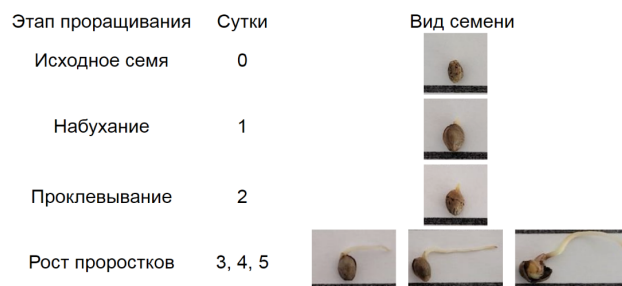 Этап проращивания Сутки Вид семени
Исходное семя 0
Набухание 1
Проклевывание 2
Рост проростков 3, 4, 5